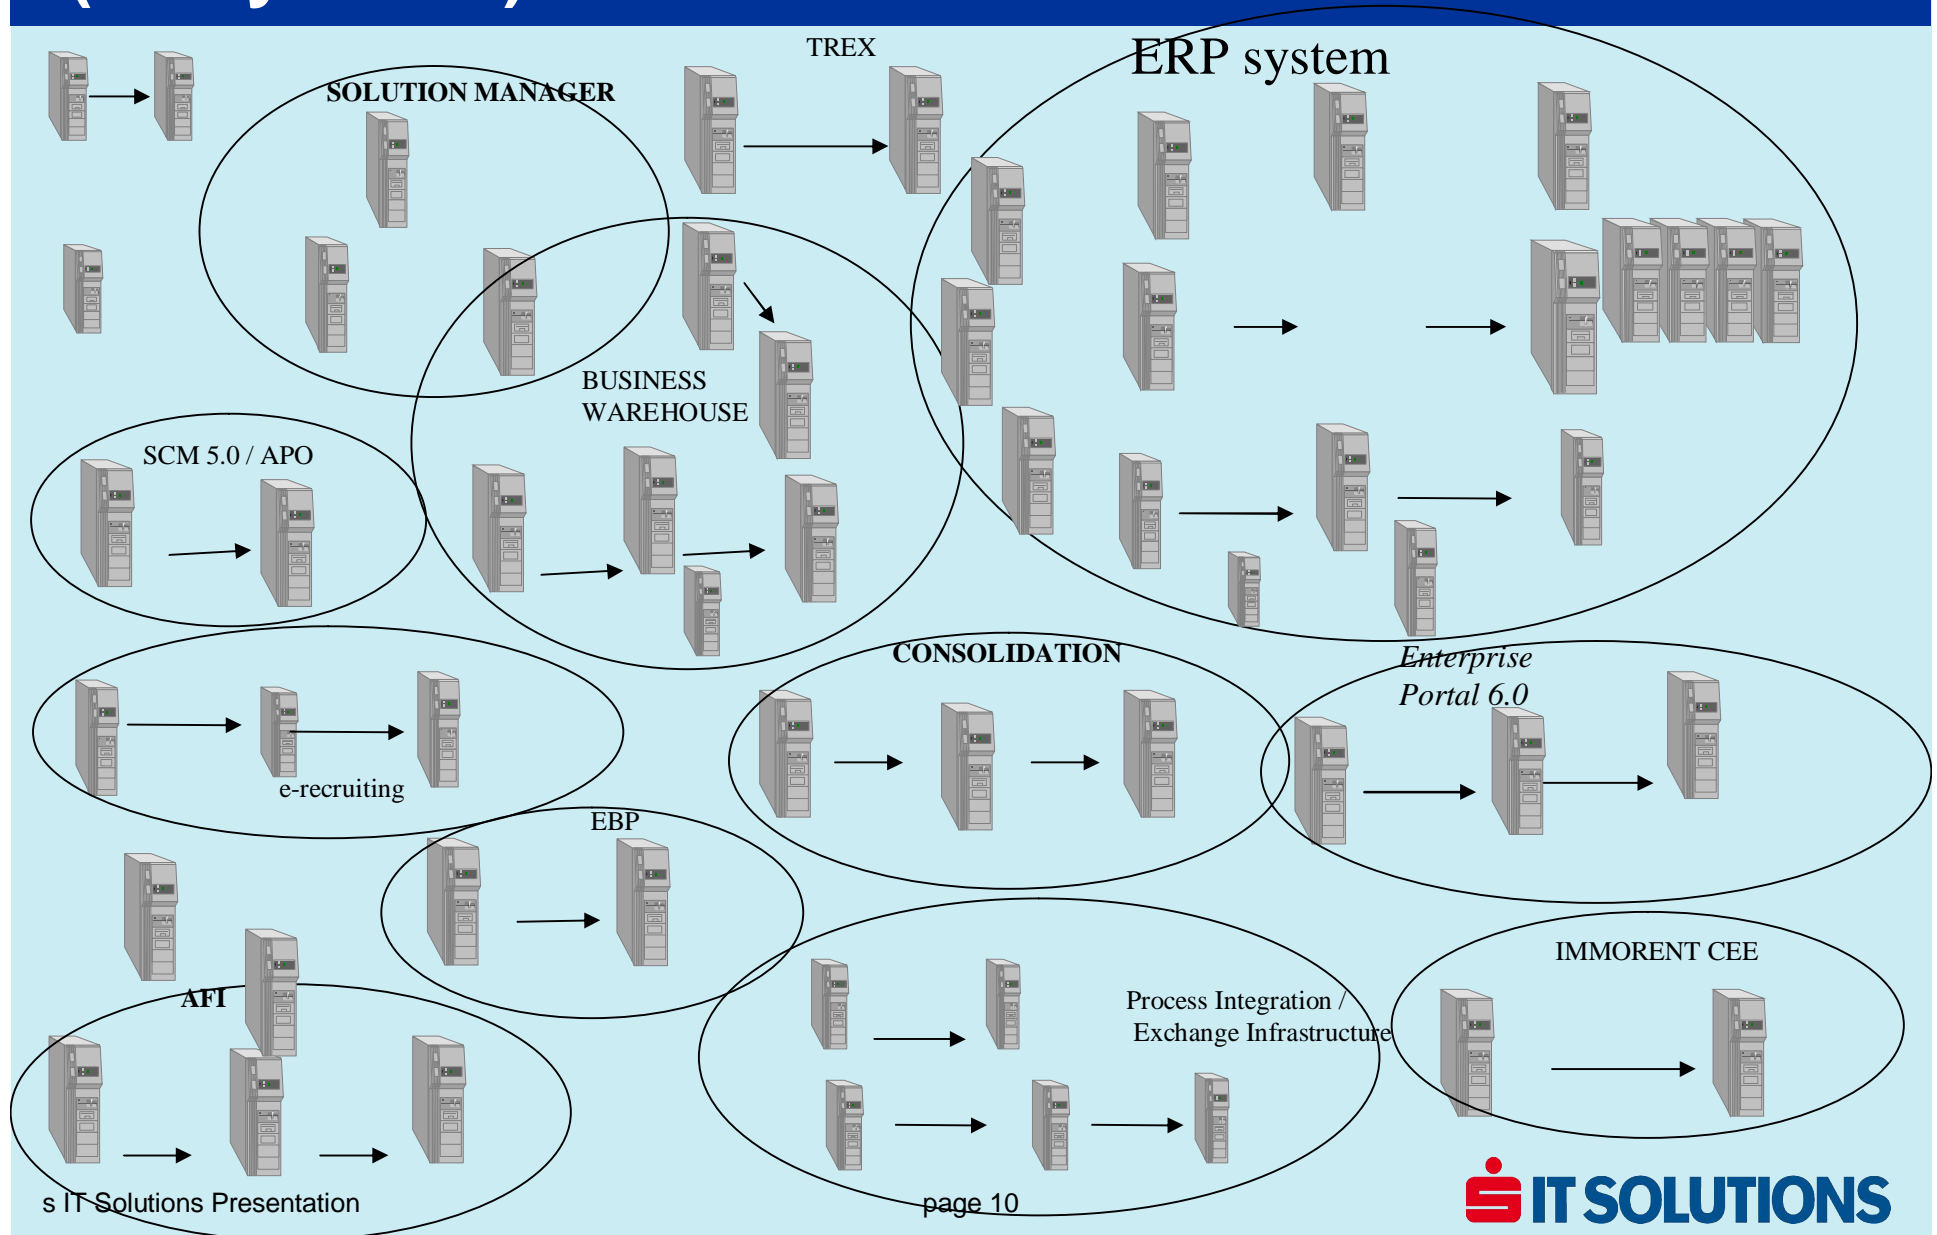 TREX
ERP system
SOLUTION MANAGER
BUSINESS
WAREHOUSE
SCM 5.0 / APO
CONSOLIDATION
Enterprise
Portal 6.0
e-recruiting
EBP
IMMORENT CEE
AFI
Process Integration /
Exchange Infrastructure
s IT Solutions Presentation
page 10
S IT SOLUTIONS